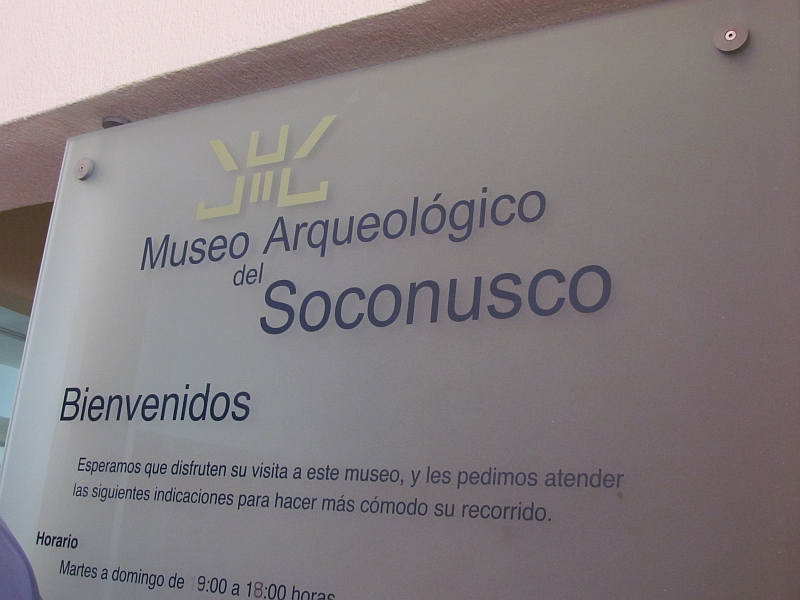 Museo Arqueológico
del
Soconusco
Bienvenidos
Esperamos que disfruten su visita a este museo, y les pedimos atender
las siguientes indicaciones para hacer más cómodo su recorrido.
Horario
Martes a domingo de 9:00 a 18:00 horas